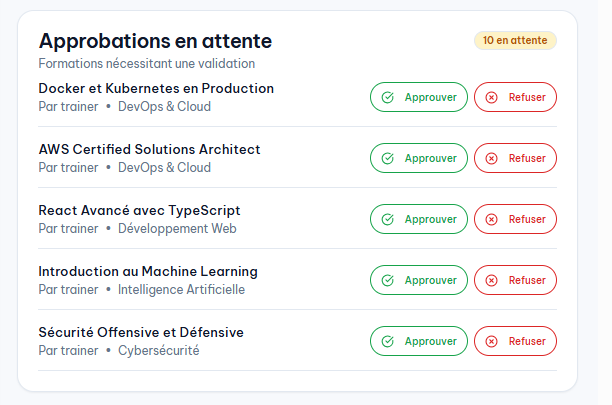 Approbations en attente
10 en attente
Formations nécessitant une validation
Docker et Kubernetes en Production
Par trainer • DevOps & Cloud
Approuver
Refuser
AWS Certified Solutions Architect
Par trainer • DevOps & Cloud
Approuver
Refuser
React Avancé avec TypeScript
Par trainer • Développement Web
Approuver
Refuser
Introduction au Machine Learning
Par trainer • Intelligence Artificielle
Approuver
Refuser
Sécurité Offensive et Défensive
Par trainer • Cybersécurité
Approuver
Refuser